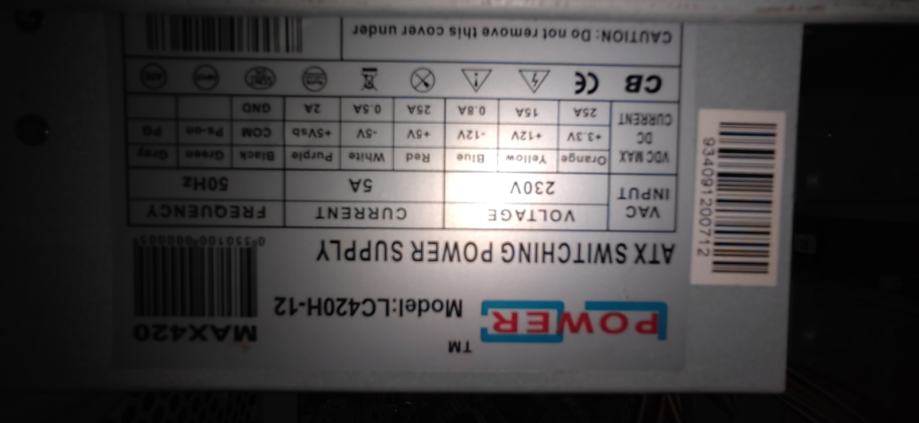 POWER
TM
Model:LC420H-12
MAX420
ATX SWITCHING POWER SUPPLY
VAC INPUT VOLTAGE CURRENT FREQUENCY
230V 5A 50Hz
VDC MAX Orange Yellow Blue Red White Purple Black Green Gray
DC +3.3V +12V -12V +5V -5V +5Vsb COM Ps-on PG
CURRENT 25A 15A 0.8A 25A 0.5A 2A GND
CB CE
CAUTION: Do not remove this cover under
934091200712